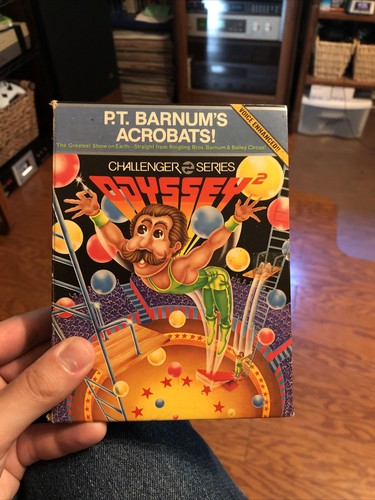 P.T. BARNUM'S
ACROBATS!
VOICE ENHANCED!
The Greatest Show on Earth—Straight from Ringling Bros. Barnum & Bailey Circus!
CHALLENGER SERIES
ODYSSEY²